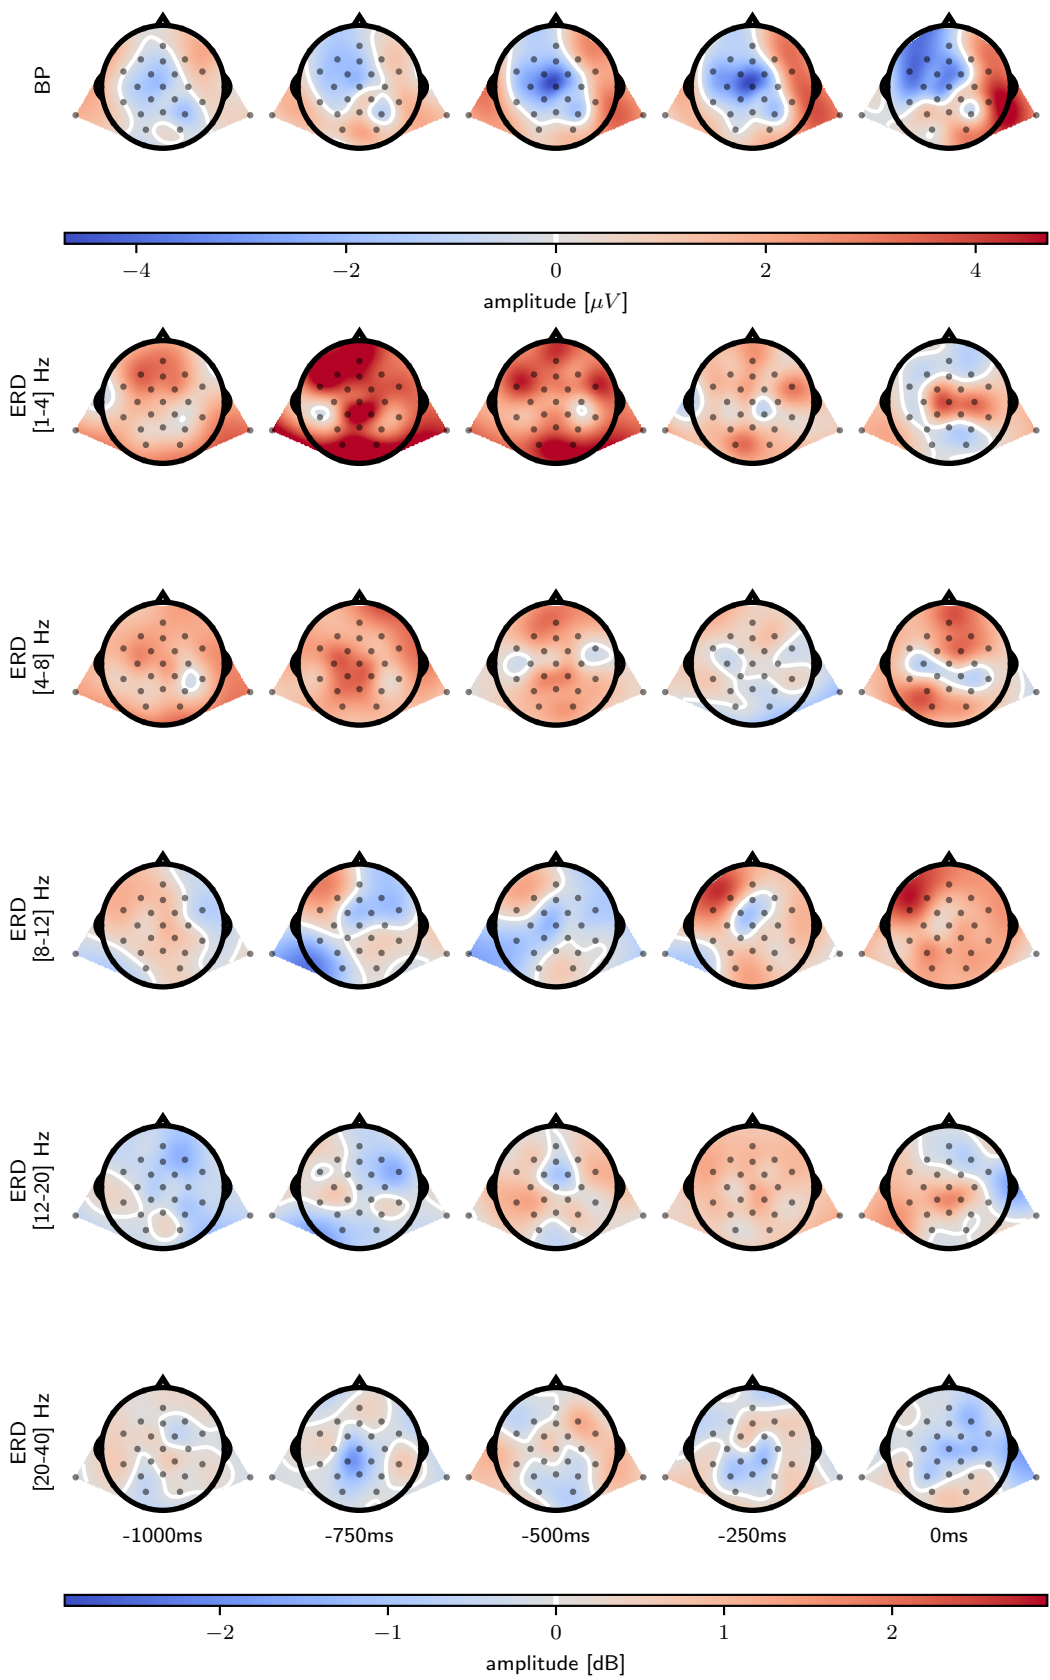 BP
−4 −2 0 2 4
amplitude [μV]
ERD
[1-4] Hz
ERD
[4-8] Hz
ERD
[8-12] Hz
ERD
[12-20] Hz
ERD
[20-40] Hz
-1000ms -750ms -500ms -250ms 0ms
−2 −1 0 1 2
amplitude [dB]